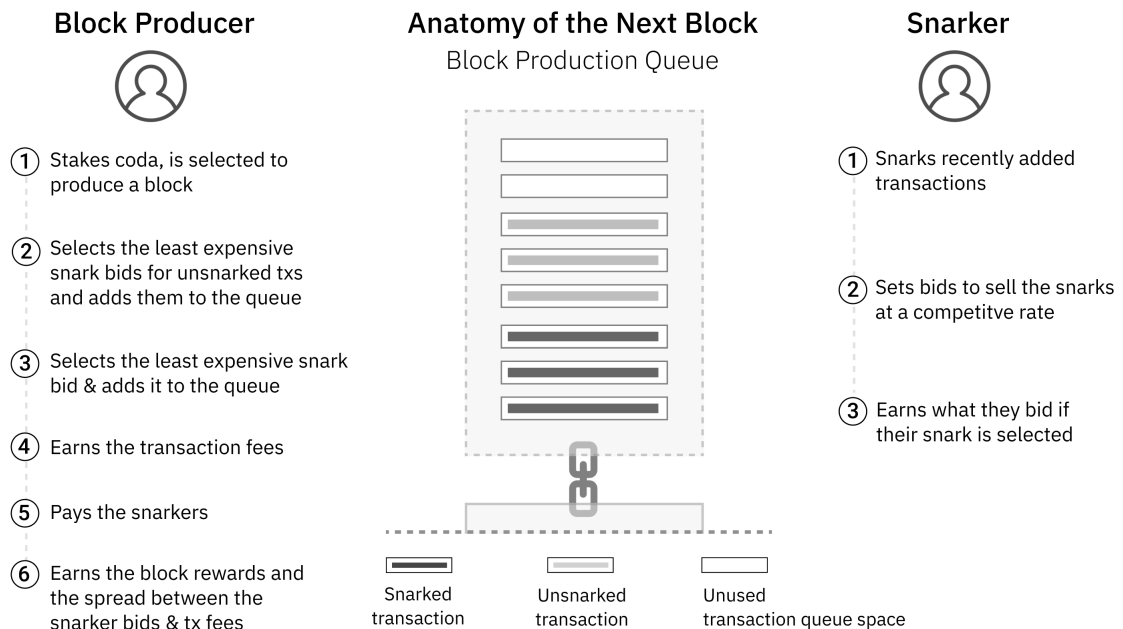 Block Producer
1 Stakes coda, is selected to
produce a block
2 Selects the least expensive
snark bids for unsnarked txs
and adds them to the queue
3 Selects the least expensive snark
bid & adds it to the queue
4 Earns the transaction fees
5 Pays the snarkers
6 Earns the block rewards and
the spread between the
snarker bids & tx fees
Anatomy of the Next Block
Block Production Queue
Snarked
transaction
Unsnarked
transaction
Unused
transaction queue space
Snarker
1 Snarks recently added
transactions
2 Sets bids to sell the snarks
at a competitve rate
3 Earns what they bid if
their snark is selected